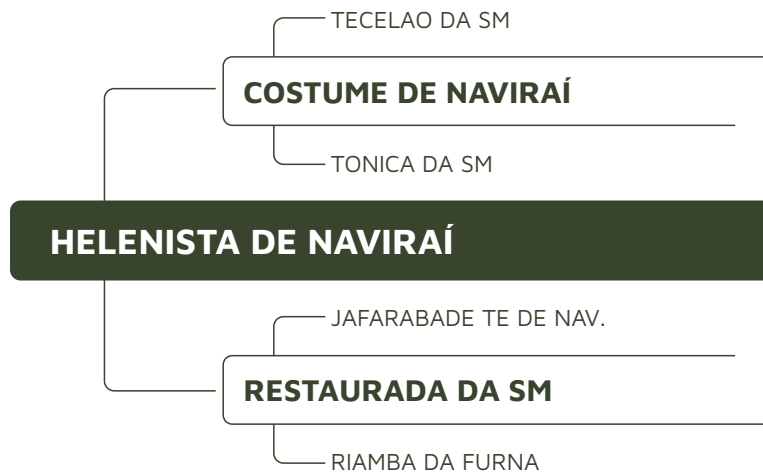 TECELAO DA SM
COSTUME DE NAVIRAÍ
TONICA DA SM
HELENISTA DE NAVIRAÍ
JAFARABADE TE DE NAV.
RESTAURADA DA SM
RIAMBA DA FURNA